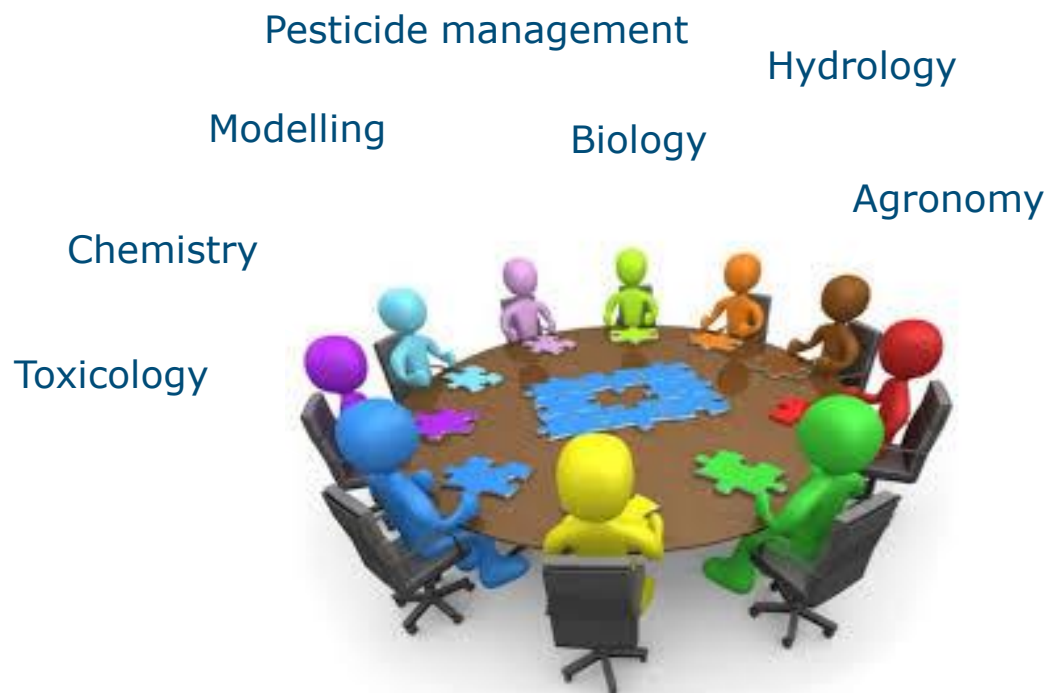 Pesticide management
Hydrology
Modelling
Biology
Agronomy
Chemistry
Toxicology